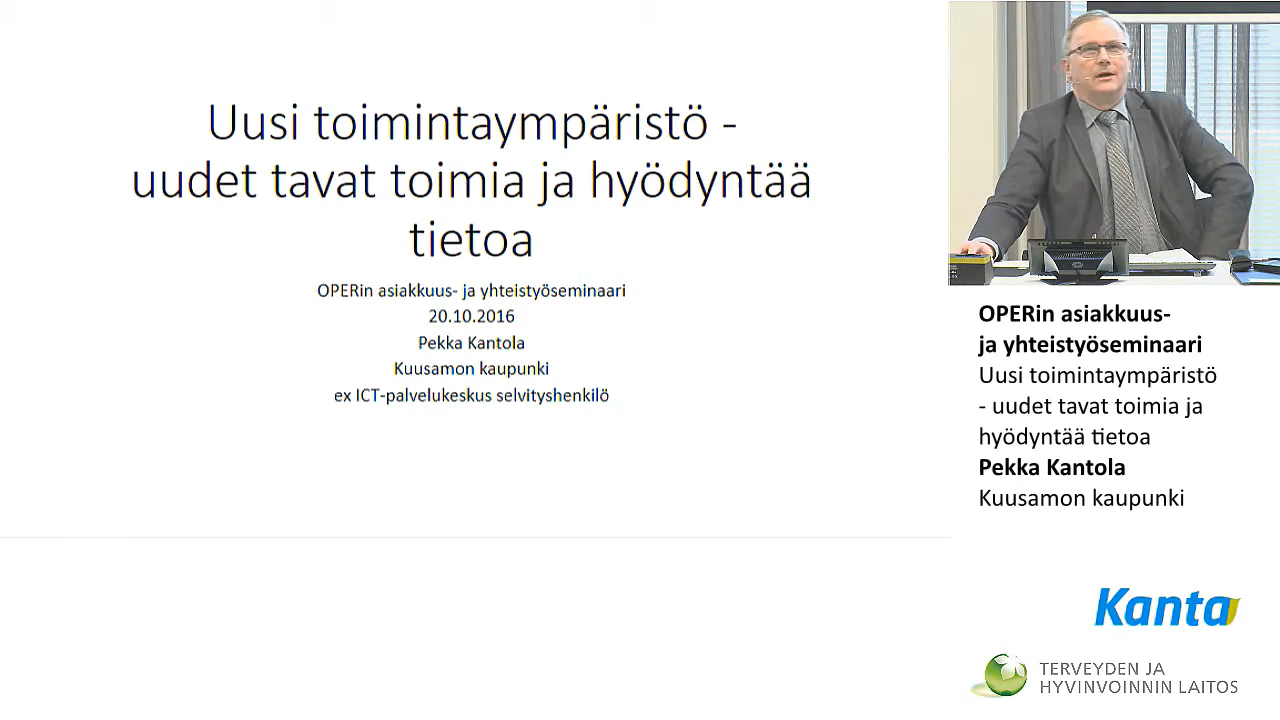 Uusi toimintaympäristö -
uudet tavat toimia ja hyödyntää
tietoa
OPERin asiakkuus- ja yhteistyöseminaari
20.10.2016
Pekka Kantola
Kuusamon kaupunki
ex ICT-palvelukeskus selvityshenkilö
OPERin asiakkuus-
ja yhteistyöseminaari
Uusi toimintaympäristö
- uudet tavat toimia ja
hyödyntää tietoa
Pekka Kantola
Kuusamon kaupunki
Kanta
TERVEYDEN JA
HYVINVOINNIN LAITOS